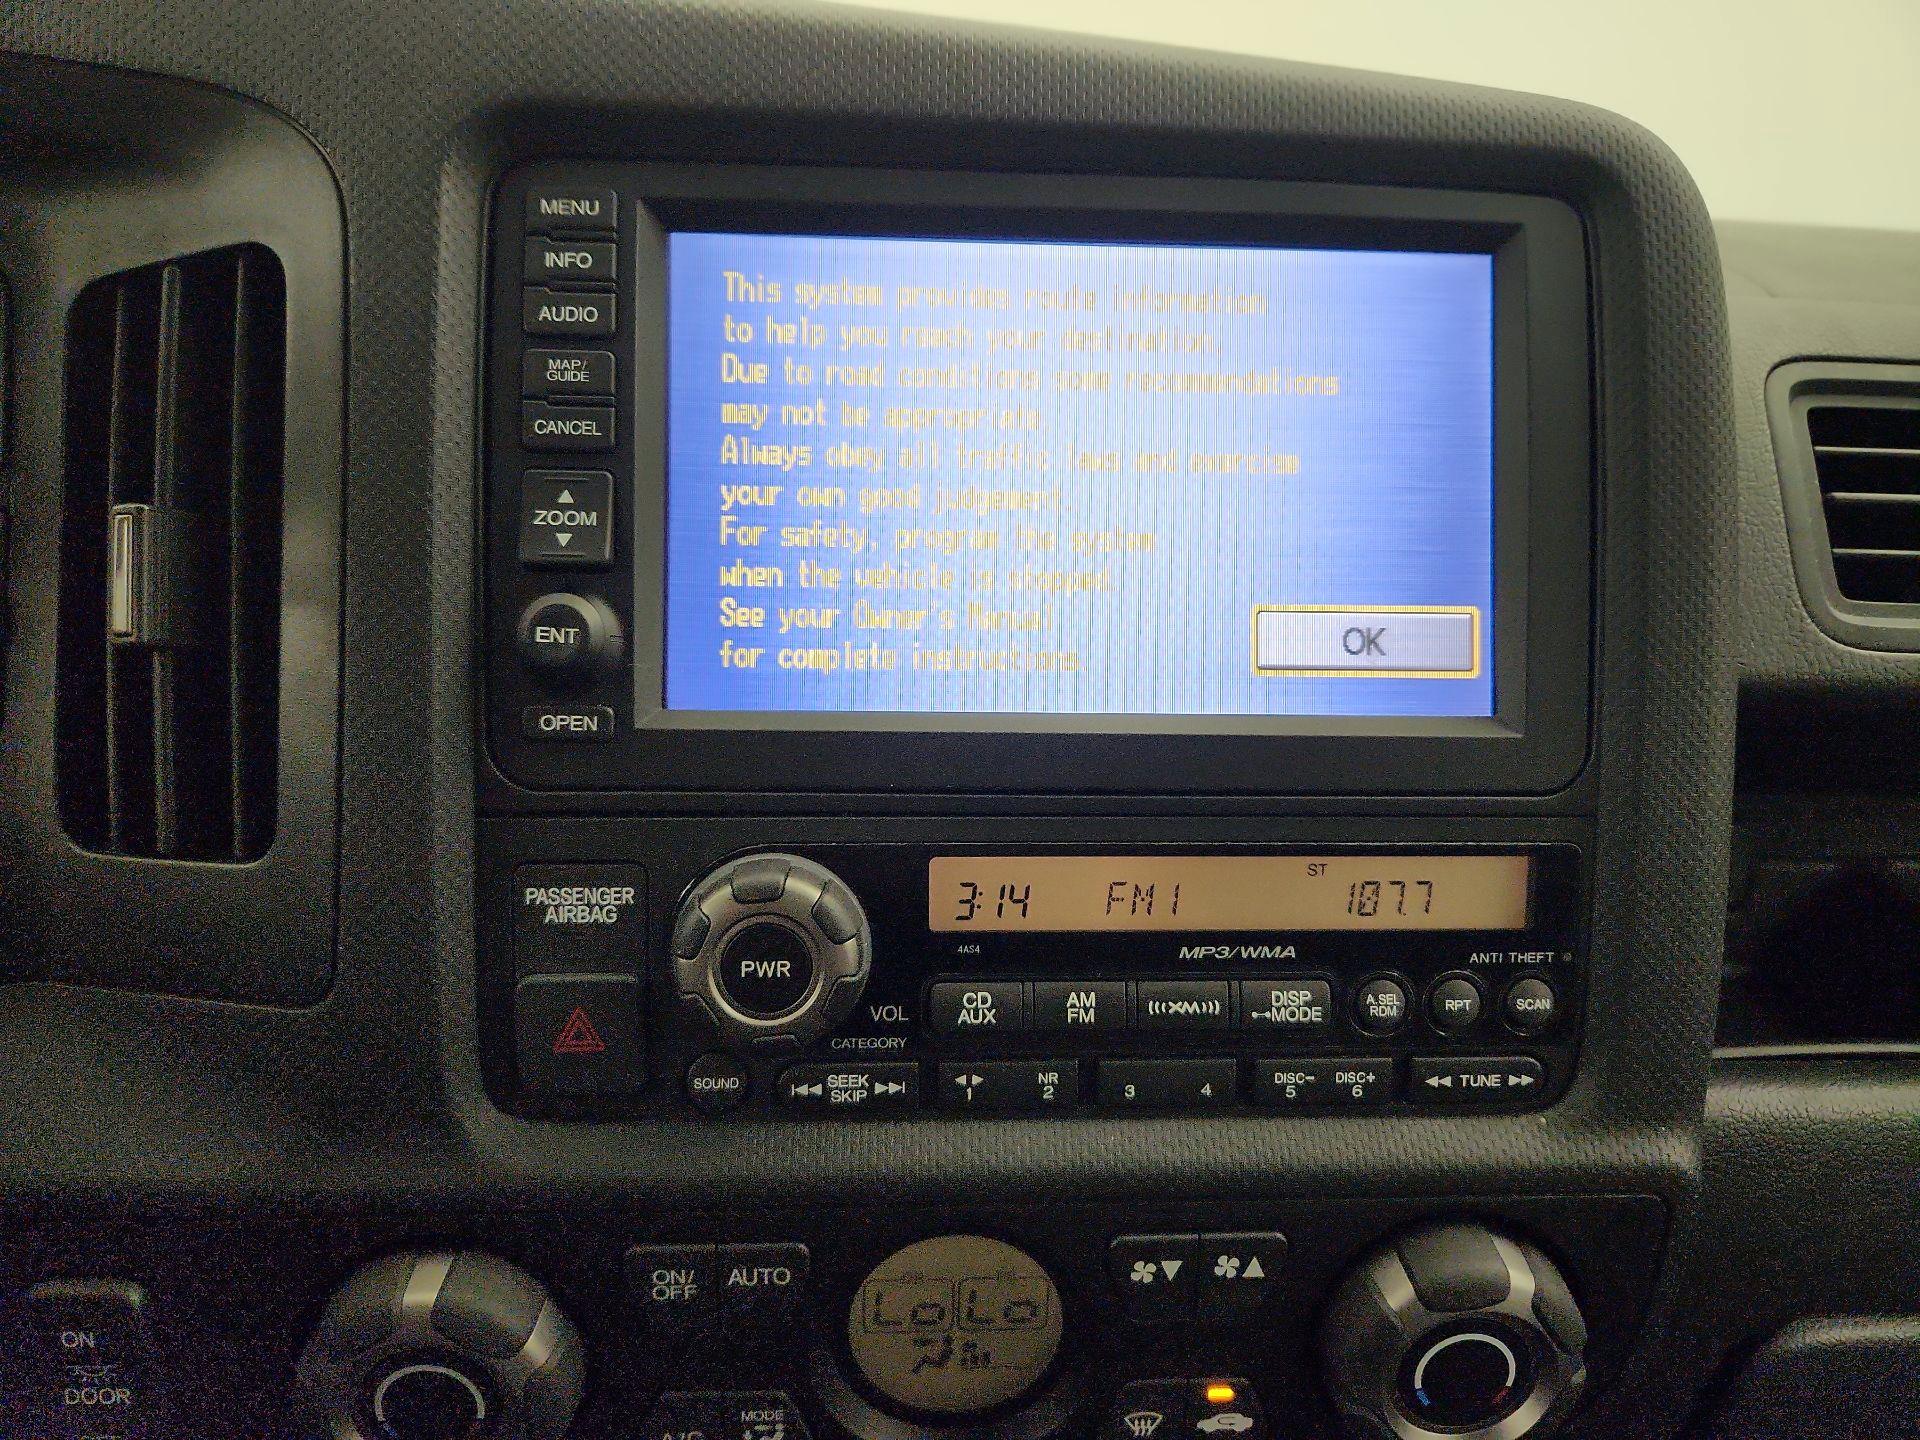 MENU
INFO
AUDIO
MAP/
GUIDE
CANCEL
ZOOM
ENT
OPEN
This system provides route information
to help you reach your destination.
Due to road conditions some recommendations
may not be appropriate
Always obey all traffic laws and exercise
your own good judgement.
For safety, program the system
when the vehicle is stopped.
See your Owner's Manual
for complete instructions.
OK
PASSENGER
AIRBAG
PWR
VOL
3:14 FM1 ST 107.7
4AS4
MP3/WMA
ANTI THEFT
CD
AUX
AM
FM
XM
DISP
MODE
A.SEL
RDM
RPT
SCAN
CATEGORY
SOUND
SEEK
SKIP
1
NR
2
3
4
DISC-
5
DISC+
6
TUNE
ON/
OFF
AUTO
Lo Lo
ON
DOOR
MODE